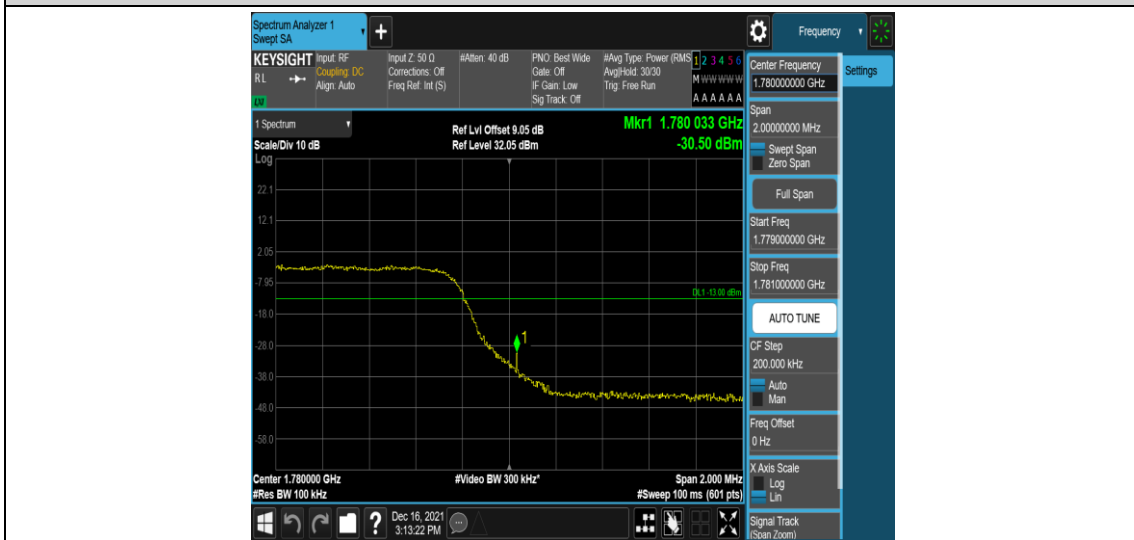 Spectrum Analyzer 1
Swept SA
+
Frequency
KEYSIGHT
RL
LXI
Input: RF
Coupling: DC
Align: Auto
Input Z: 50 Ω
Corrections: Off
Freq Ref: Int (S)
#Atten: 40 dB
PNO: Best Wide
Gate: Off
IF Gain: Low
Sig Track: Off
#Avg Type: Power (RMS
Avg|Hold: 30/30
Trig: Free Run
1 2 3 4 5 6
M W W W W W
A A A A A A
1 Spectrum
Scale/Div 10 dB
Ref Lvl Offset 9.05 dB
Ref Level 32.05 dBm
Mkr1 1.780 033 GHz
-30.50 dBm
Log
22.1
12.1
2.05
-7.95
-18.0
-28.0
-38.0
-48.0
-58.0
DL1 -13.00 dBm
1
Center 1.780000 GHz
#Res BW 100 kHz
#Video BW 300 kHz*
Span 2.000 MHz
#Sweep 100 ms (601 pts)
?
Dec 16, 2021
3:13:22 PM
Center Frequency
1.780000000 GHz
Settings
Span
2.00000000 MHz
Swept Span
Zero Span
Full Span
Start Freq
1.779000000 GHz
Stop Freq
1.781000000 GHz
AUTO TUNE
CF Step
200.000 kHz
Auto
Man
Freq Offset
0 Hz
X Axis Scale
Log
Lin
Signal Track
(Span Zoom)